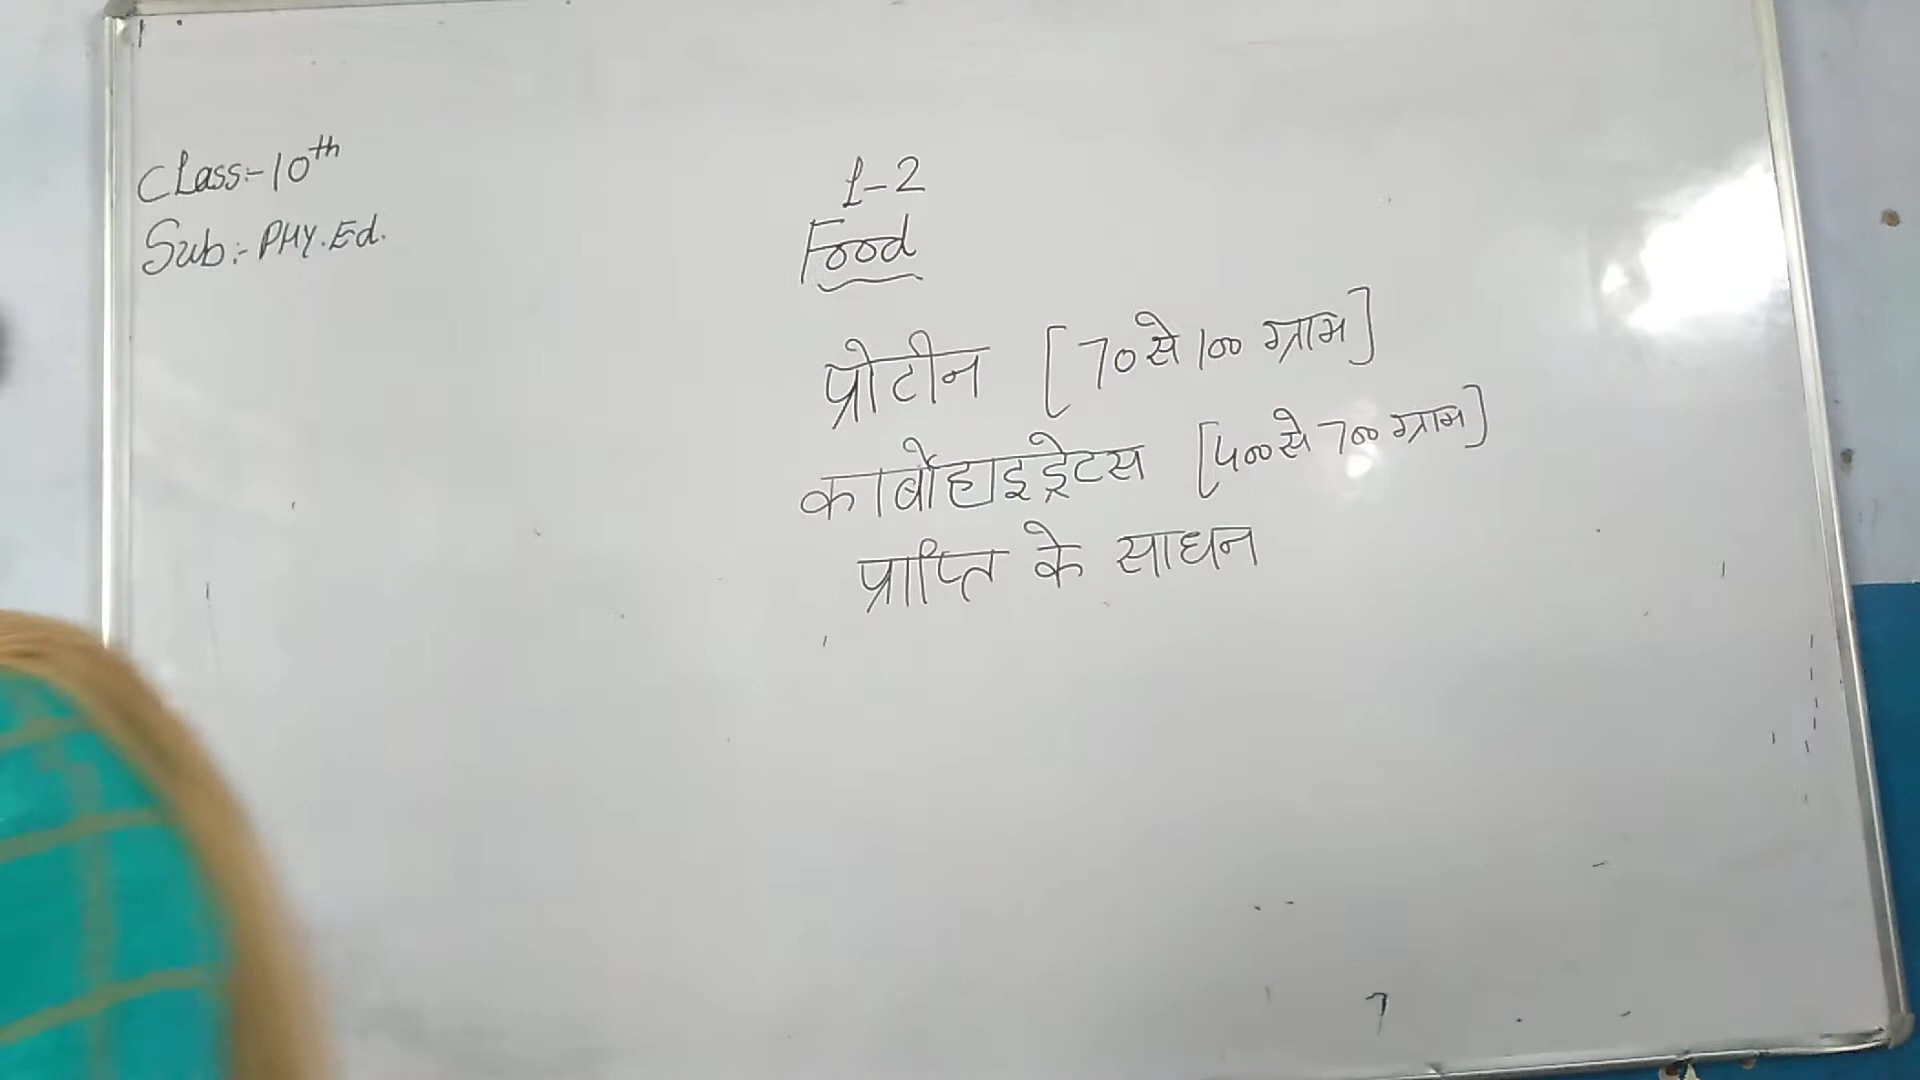 Class:- 10th
Sub:- PHY.Ed.
L-2
Food
प्रोटीन [70 से 100 ग्राम]
कार्बोहाइड्रेटस [400 से 700 ग्राम]
प्राप्ति के साधन